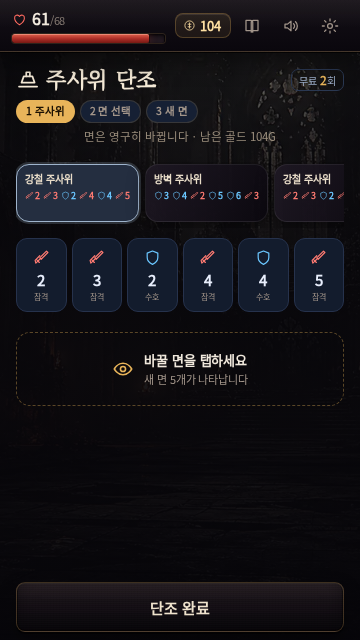 61/68
104
주사위 단조
무료 2회
1 주사위
2 면 선택
3 새 면
면은 영구히 바뀝니다 · 남은 골드 104G
강철 주사위
2 3 2 4 4 5
방벽 주사위
3 4 2 5 6 3
강철 주사위
2 3 2
2
잠격
3
잠격
2
수호
4
잠격
4
수호
5
잠격
바꿀 면을 탭하세요
새 면 5개가 나타납니다
단조 완료